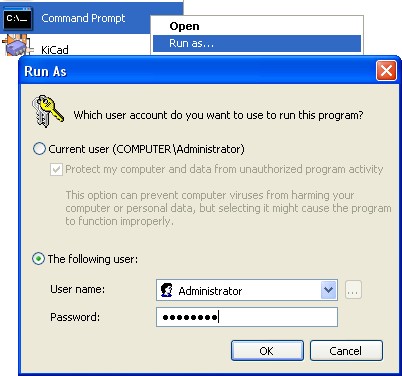 C:\...
Command Prompt
Open
Run as...
KiCad
Run As
Which user account do you want to use to run this program?
Current user (COMPUTER\Administrator)
Protect my computer and data from unauthorized program activity
This option can prevent computer viruses from harming your
computer or personal data, but selecting it might cause the program
to function improperly.
The following user:
User name: Administrator ...
Password: ●●●●●●●●
OK Cancel